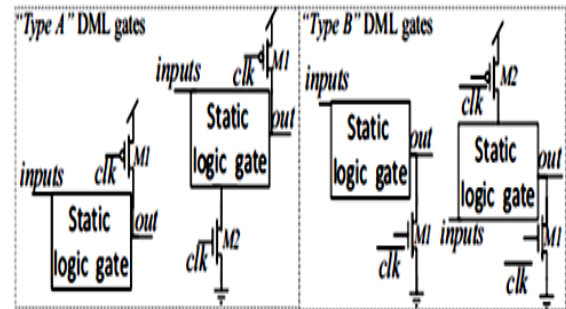 "Type A" DML gates
clk
M1
inputs
Static
logic gate
out
inputs
clk
M1
Static
logic gate
out
clk
M2
"Type B" DML gates
inputs
Static
logic gate
out
M1
clk
clk
M2
Static
logic gate
out
inputs
M1
clk